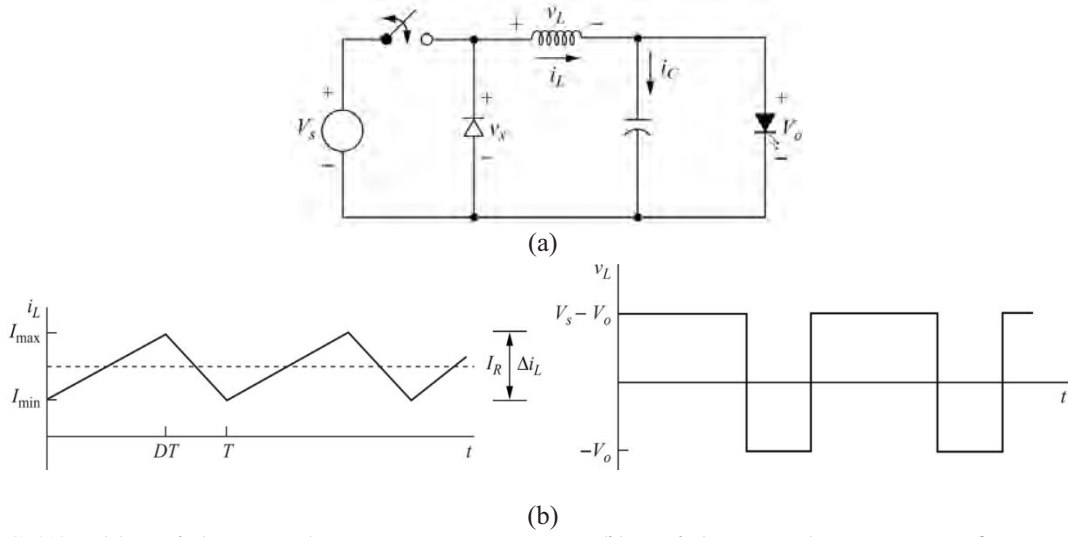 + v_L −
i_L
i_C
+
V_s
−
+
v_x
−
+
V_o
−
(a)
i_L
I_max
I_min
DT T t
I_R Δi_L
v_L
V_s − V_o
t
−V_o
(b)